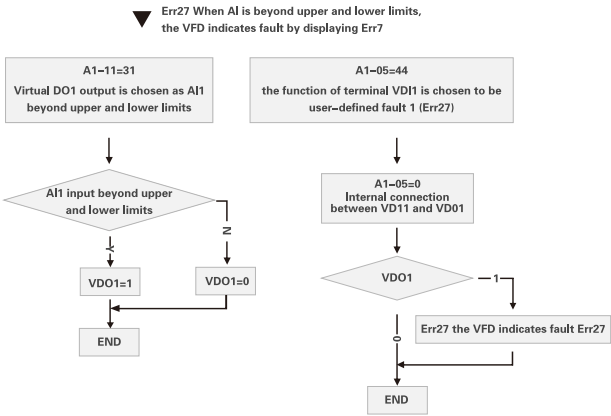 Err27 When AI is beyond upper and lower limits,
the VFD indicates fault by displaying Err7
A1-11=31
Virtual DO1 output is chosen as AI1
beyond upper and lower limits
AI1 input beyond upper
and lower limits
Y
N
VDO1=1
VDO1=0
END
A1-05=44
the function of terminal VDI1 is chosen to be
user-defined fault 1 (Err27)
A1-05=0
Internal connection
between VD11 and VD01
VDO1
1
0
Err27 the VFD indicates fault Err27
END